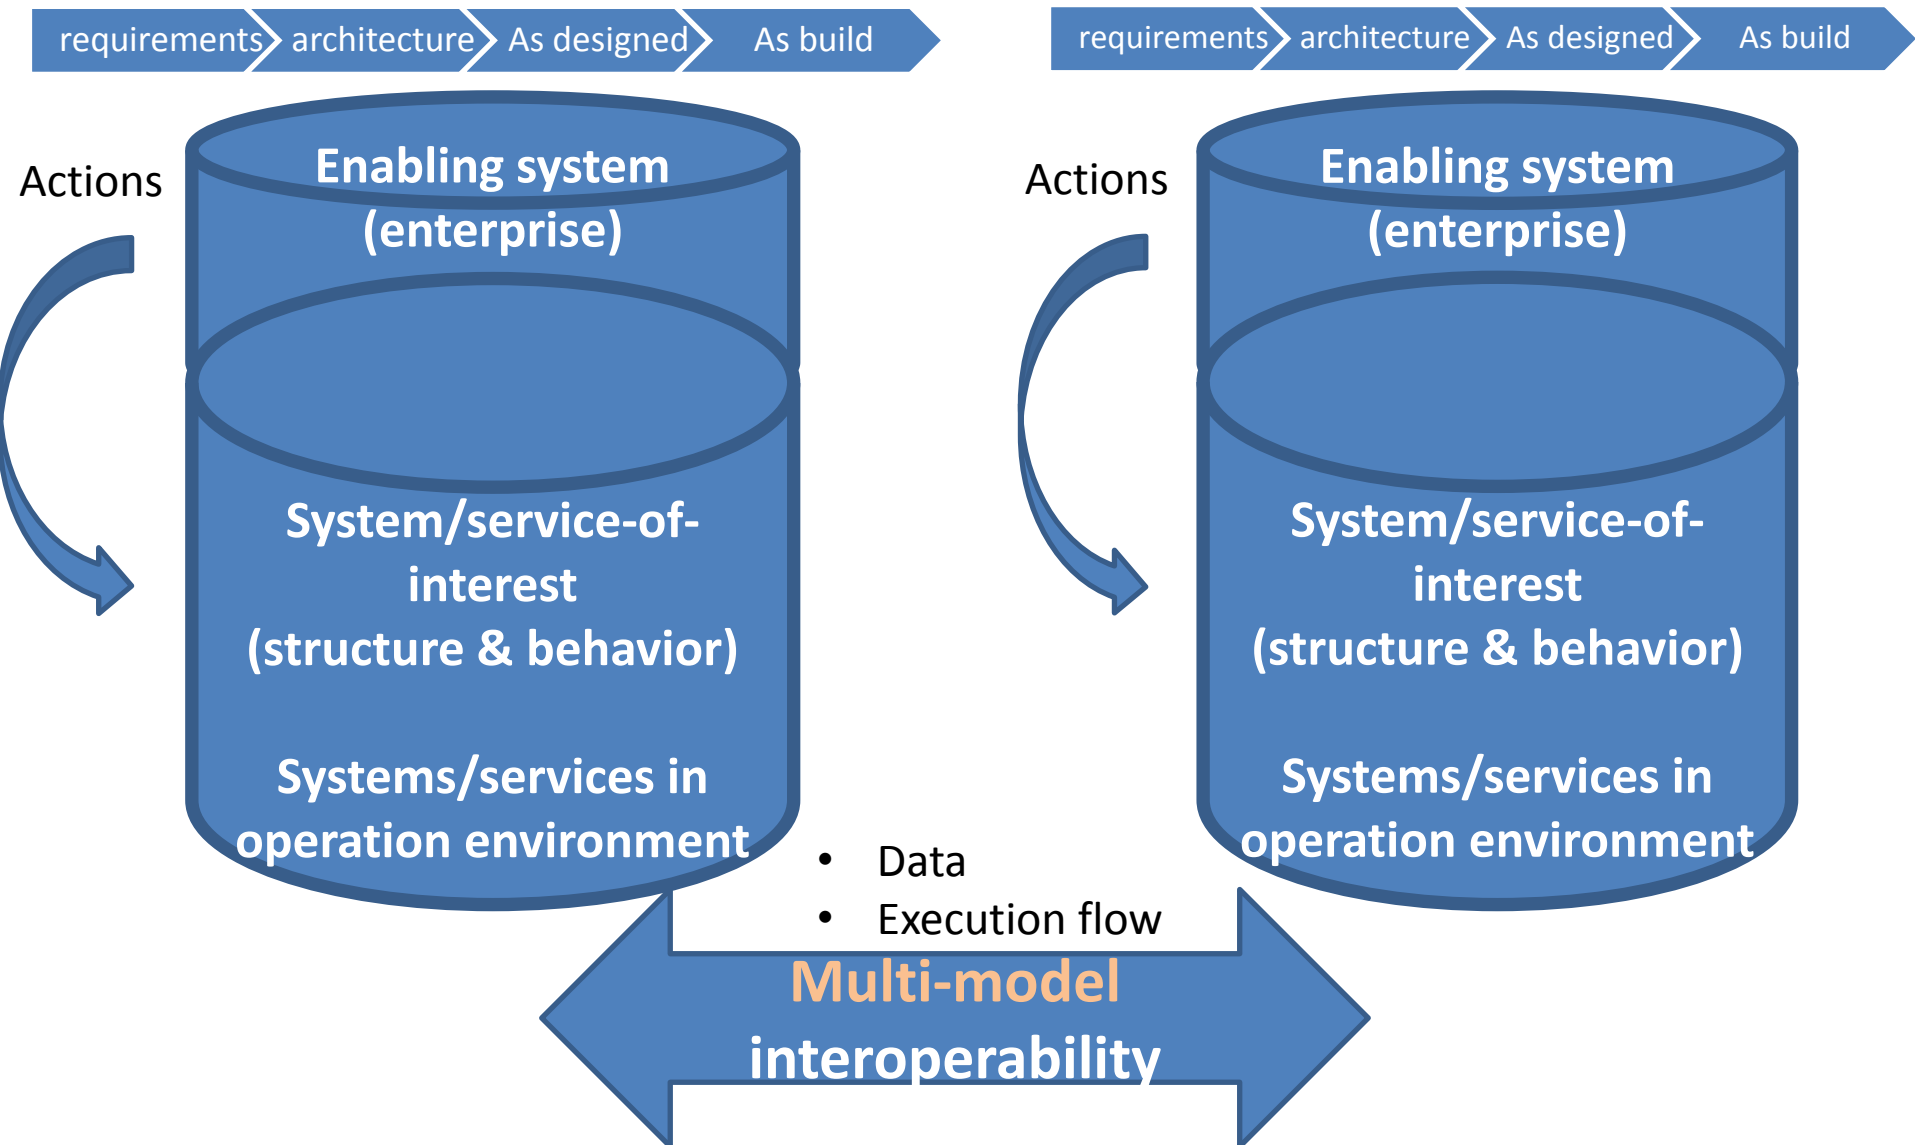 requirements architecture As designed As build
Actions
Enabling system
(enterprise)
System/service-of-
interest
(structure & behavior)
Systems/services in
operation environment
requirements architecture As designed As build
Actions
Enabling system
(enterprise)
System/service-of-
interest
(structure & behavior)
Systems/services in
operation environment
• Data
• Execution flow
Multi-model
interoperability